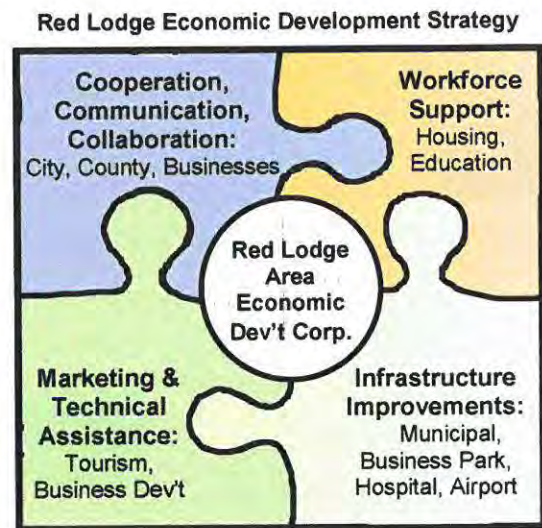 Red Lodge Economic Development Strategy
Cooperation,
Communication,
Collaboration:
City, County, Businesses
Workforce
Support:
Housing,
Education
Red Lodge
Area
Economic
Dev't Corp.
Marketing &
Technical
Assistance:
Tourism,
Business Dev't
Infrastructure
Improvements:
Municipal,
Business Park,
Hospital, Airport